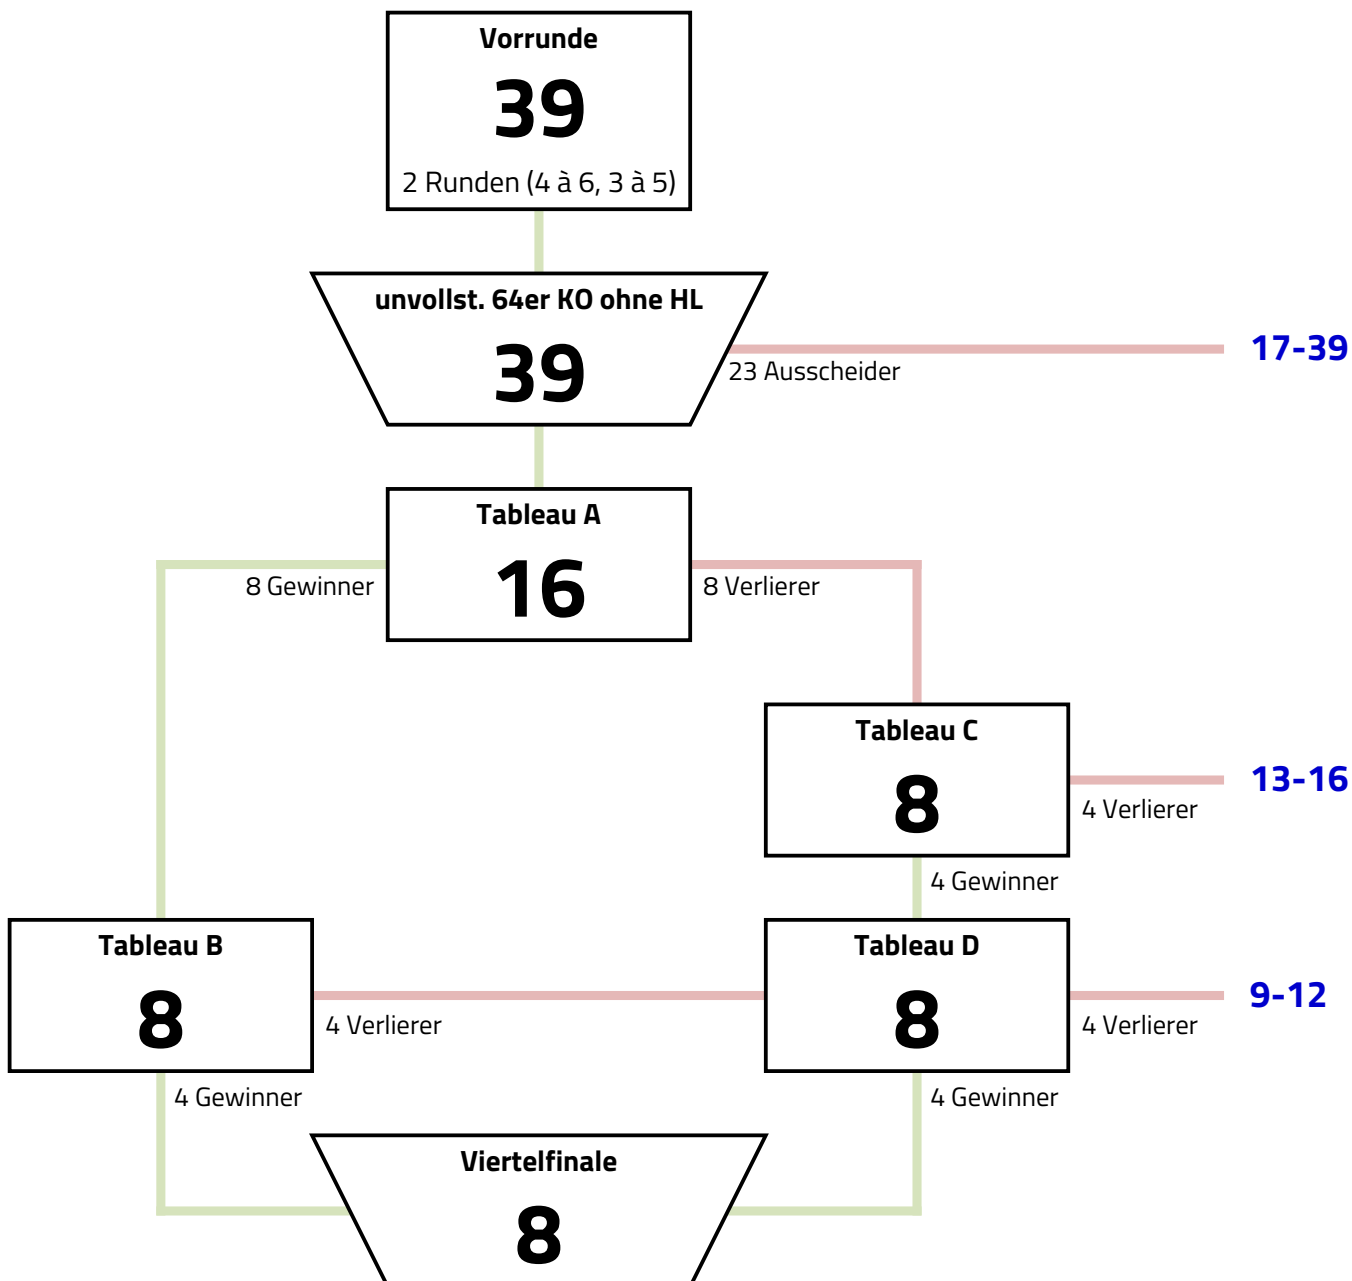 Vorrunde
39
2 Runden (4 à 6, 3 à 5)
unvollst. 64er KO ohne HL
39
17-39
23 Ausscheider
Tableau A
16
8 Gewinner
8 Verlierer
Tableau C
8
13-16
4 Verlierer
4 Gewinner
Tableau B
8
4 Verlierer
Tableau D
8
9-12
4 Verlierer
4 Gewinner
4 Gewinner
Viertelfinale
8